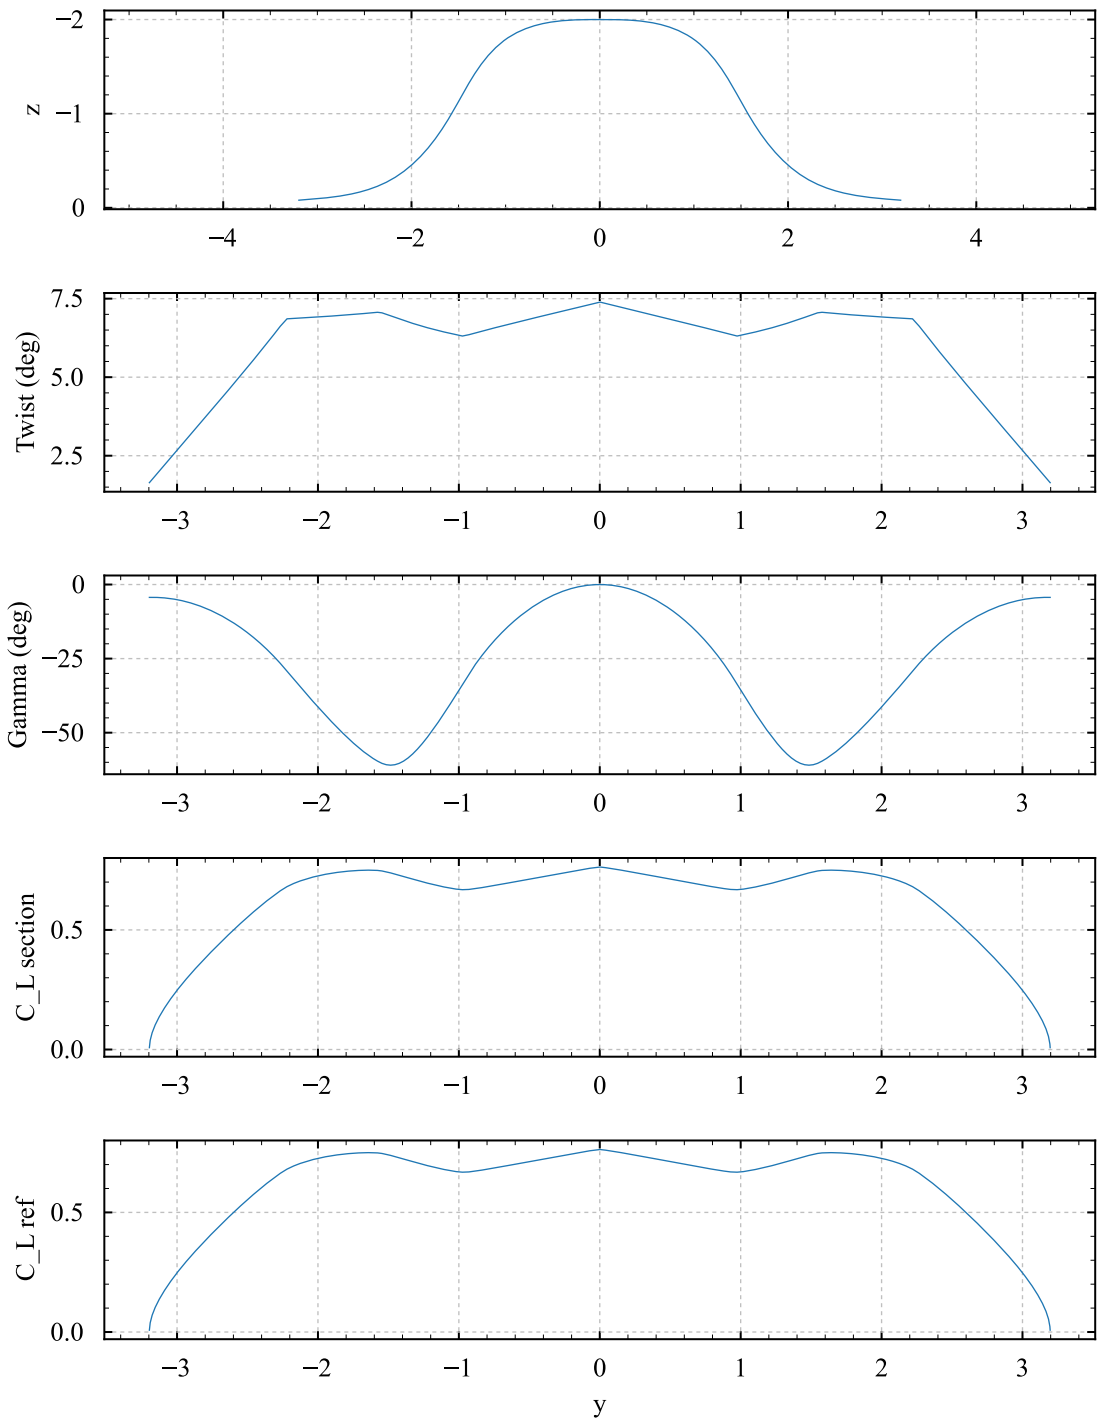 −2
−1
0
z
−4 −2 0 2 4
7.5
5.0
2.5
Twist (deg)
−3 −2 −1 0 1 2 3
0
−25
−50
Gamma (deg)
−3 −2 −1 0 1 2 3
0.5
0.0
C_L section
−3 −2 −1 0 1 2 3
0.5
0.0
C_L ref
−3 −2 −1 0 1 2 3
y